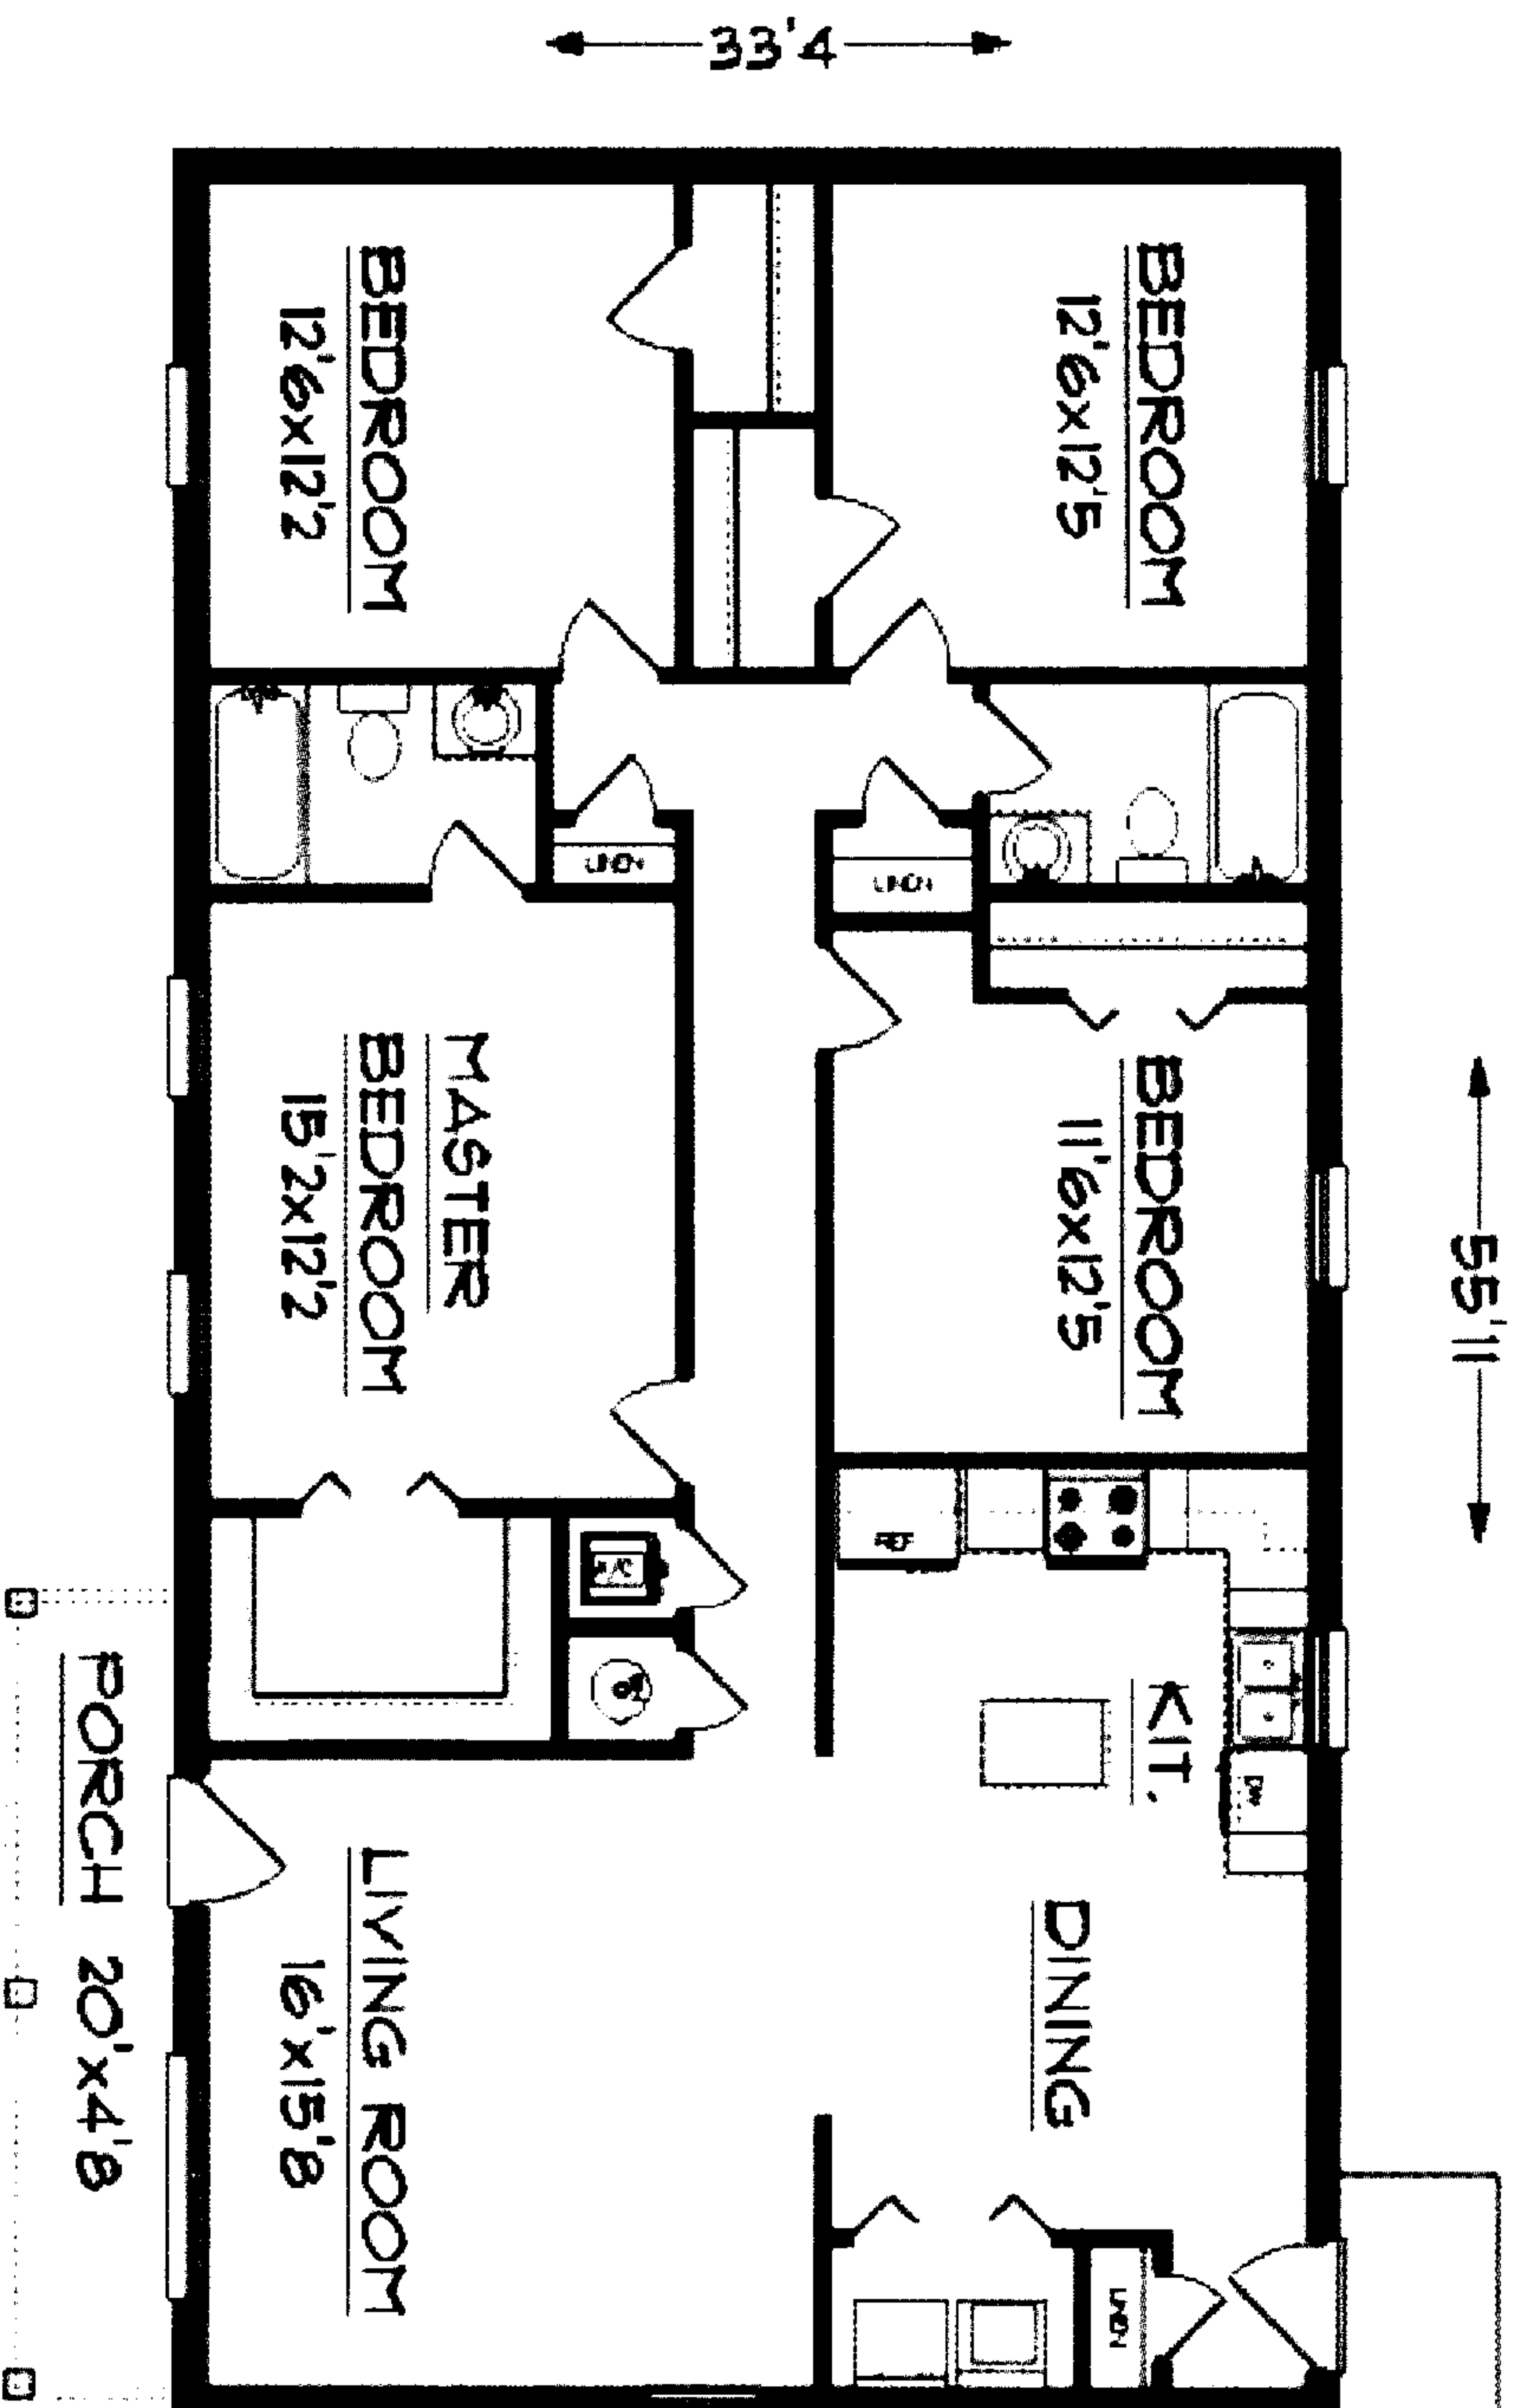 33'4
55'11
BEDROOM
12'6x12'5
BEDROOM
11'6x12'5
KIT.
DINING
REF
DW
LINEN
BEDROOM
12'6x12'2
LINEN
LINEN
MASTER
BEDROOM
15'2x12'2
A/C
LIVING ROOM
16'x15'8
PORCH 20'x4'8